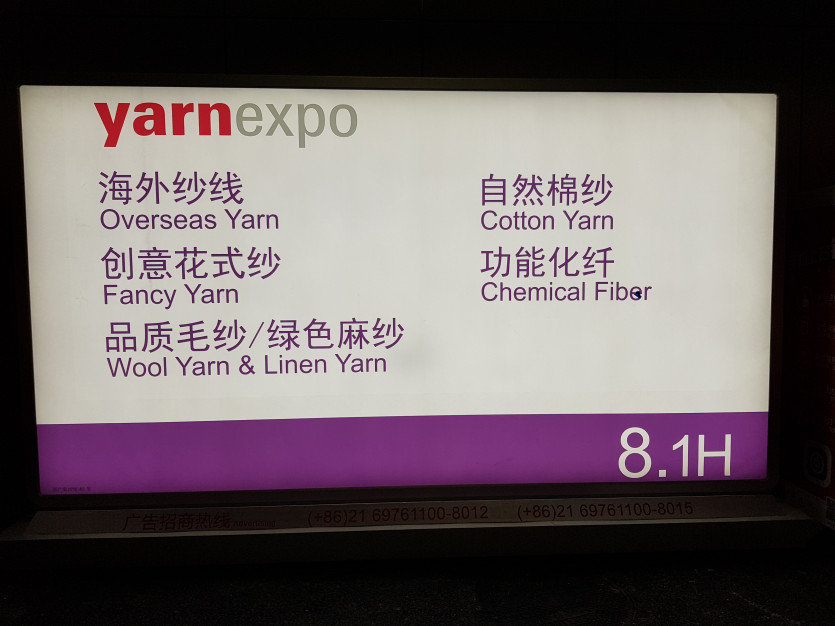 yarnexpo
海外纱线
Overseas Yarn
创意花式纱
Fancy Yarn
品质毛纱/绿色麻纱
Wool Yarn & Linen Yarn
自然棉纱
Cotton Yarn
功能化纤
Chemical Fiber
8.1H
广告招商热线 (+86)21 69761100-8012 (+86)21 69761100-8015